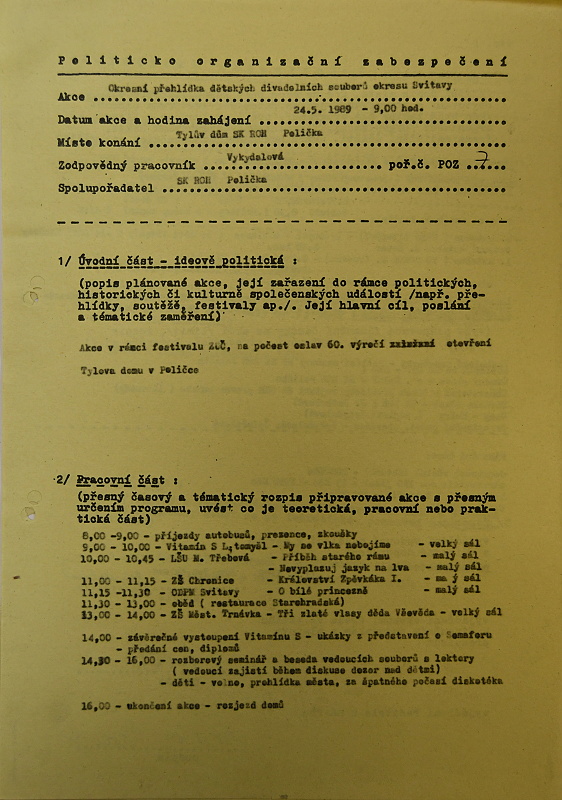 Politicko organizační zabezpečení
Akce Okresní přehlídka dětských divadelních souberů okresu Svitavy
Datum akce a hodina zahájení 24.5. 1989 - 9,00 hod.
Místo konání Tylův dům SK ROH Polička
Zodpovědný pracovník Vykydalová poř.č. POZ 7
Spolupořadatel SK ROH Polička
1/ Úvodní část - ideově politická :
(popis plánované akce, její zařazení do rámce politických,
historických či kulturně společenských událostí /např. pře-
hlídky, soutěžě, festivaly ap./. Její hlavní cíl, poslání
a tématické zaměření)
Akce v rámci festivalu ZUČ, na počest oslav 60. výročí otevření
Tylova domu v Poličce
2/ Pracovní část :
(přesný časový a tématický rozpis připravované akce s přesným
určením programu, uvést co je teoretická, pracovní nebo prak-
tická část)
8,00 -9,00 - příjezdy autobusů, prezence, zkoušky
9,00 - 10,00 - Vitamín S Litomyšl - My se vlka nebojíme - velký sál
10,00 - 10,45 - LŠU M. Třebová - Příběh starého rámu - malý sál
- Nevyplazuj jazyk na lva - malý sál
11,00 - 11,15 - ZŠ Chrenice - Království Zpěvkáka I. - ma ý sál
11,15 -11,30 - ODPM Svitavy - O bílé princezně - malý sál
11,30 - 13,00 - oběd ( restaurace Starohradská)
13,00 - 14,00 - ZŠ Měst. Trnávka - Tři zlaté vlasy děda Vševěda - velký sál
14,00 - závěrečné vystoupení Vitamínu S - ukázky z představení o Semaforu
- předání cen, diplomů
14,30 - 16,00 - rozborový seminář a beseda vedoucích souborů s lektory
( vedoucí zajistí během diskuse dozor nad dětmi)
- děti - volno, prohlídka města, za špatného počasí diskotéka
16,00 - ukončení akce - rozjezd domů